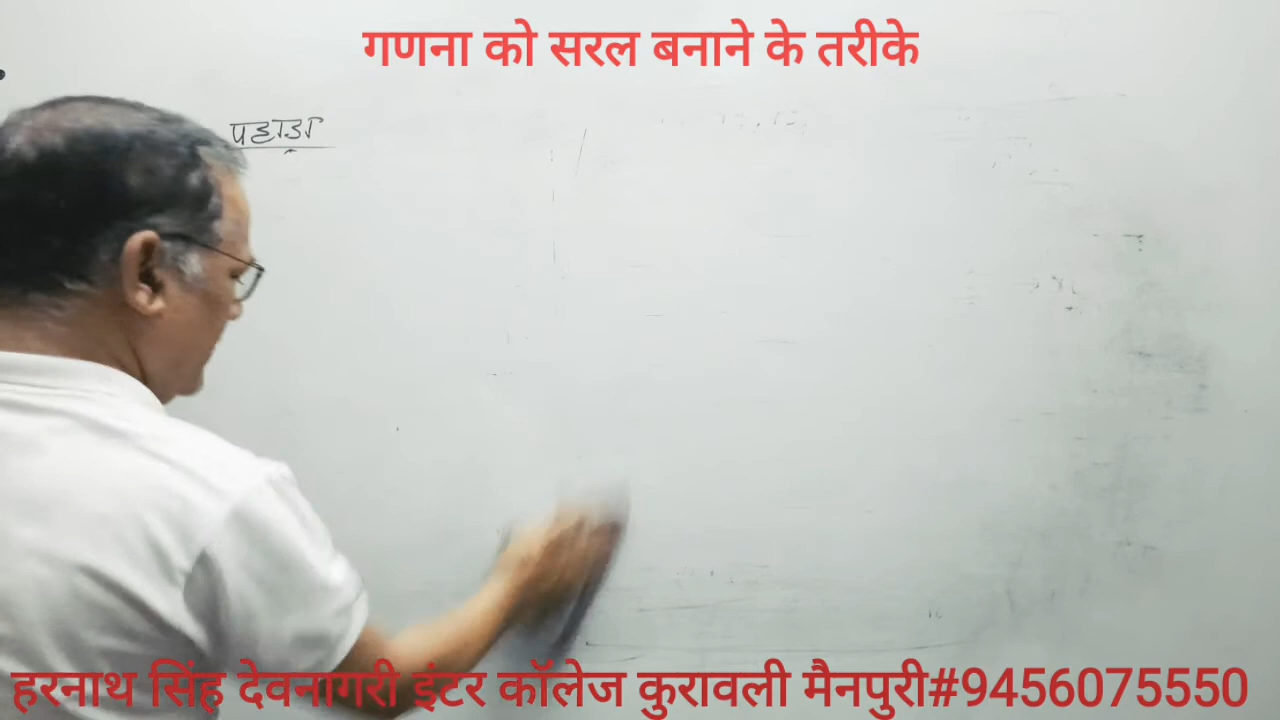 गणना को सरल बनाने के तरीके
पहाड़ा
हरनाथ सिंह देवनागरी इंटर कॉलेज कुरावली मैनपुरी#9456075550